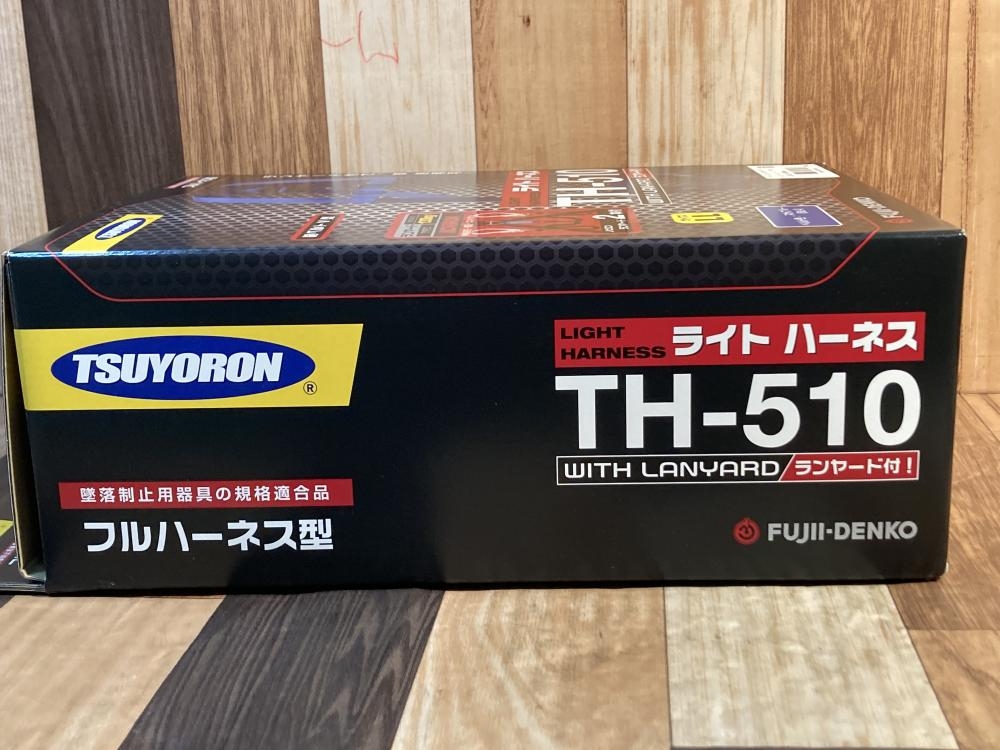 TSUYORON
TSUYORON ®
LIGHT
HARNESS
ライト ハーネス
TH-510
WITH LANYARD ランヤード付!
墜落制止用器具の規格適合品
フルハーネス型
FUJII-DENKO